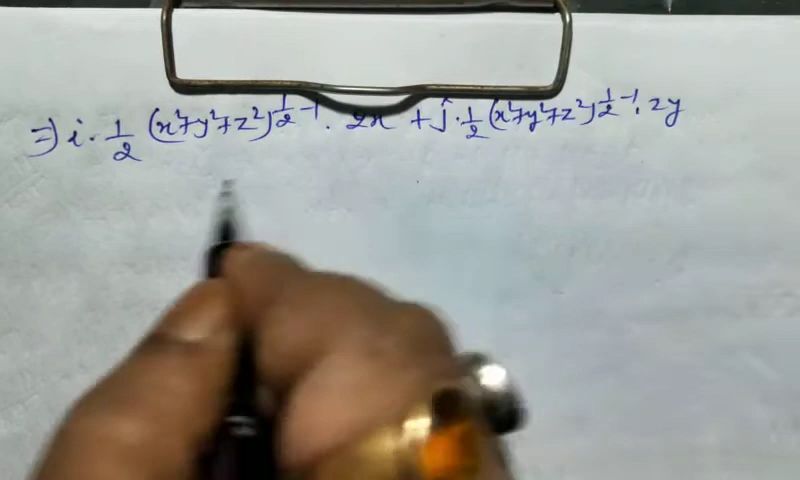 ⇒ i · 1/2 (x²+y²+z²)^(1/2 -1) · 2x + ĵ · 1/2 (x²+y²+z²)^(1/2 -1) · 2y